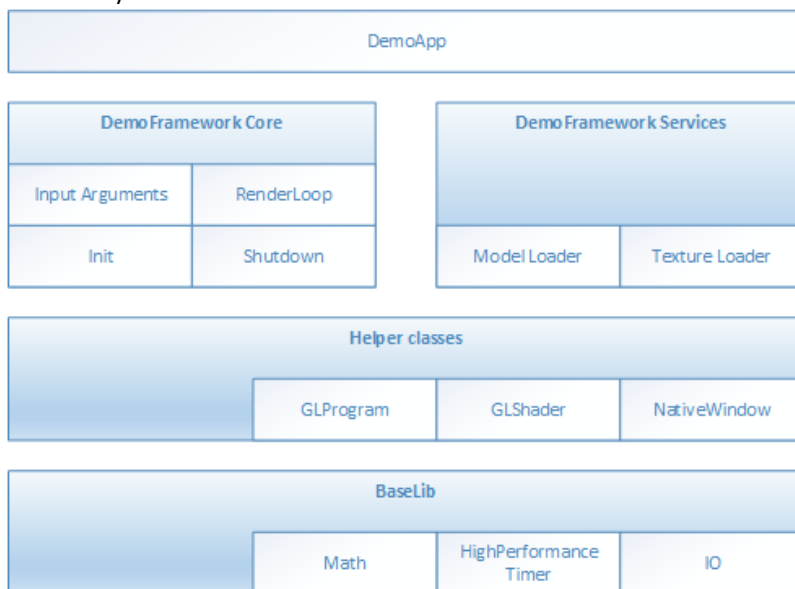 DemoApp
DemoFramework Core
DemoFramework Services
Input Arguments
RenderLoop
Init
Shutdown
Model Loader
Texture Loader
Helper classes
GLProgram
GLShader
NativeWindow
BaseLib
Math
HighPerformance
Timer
IO